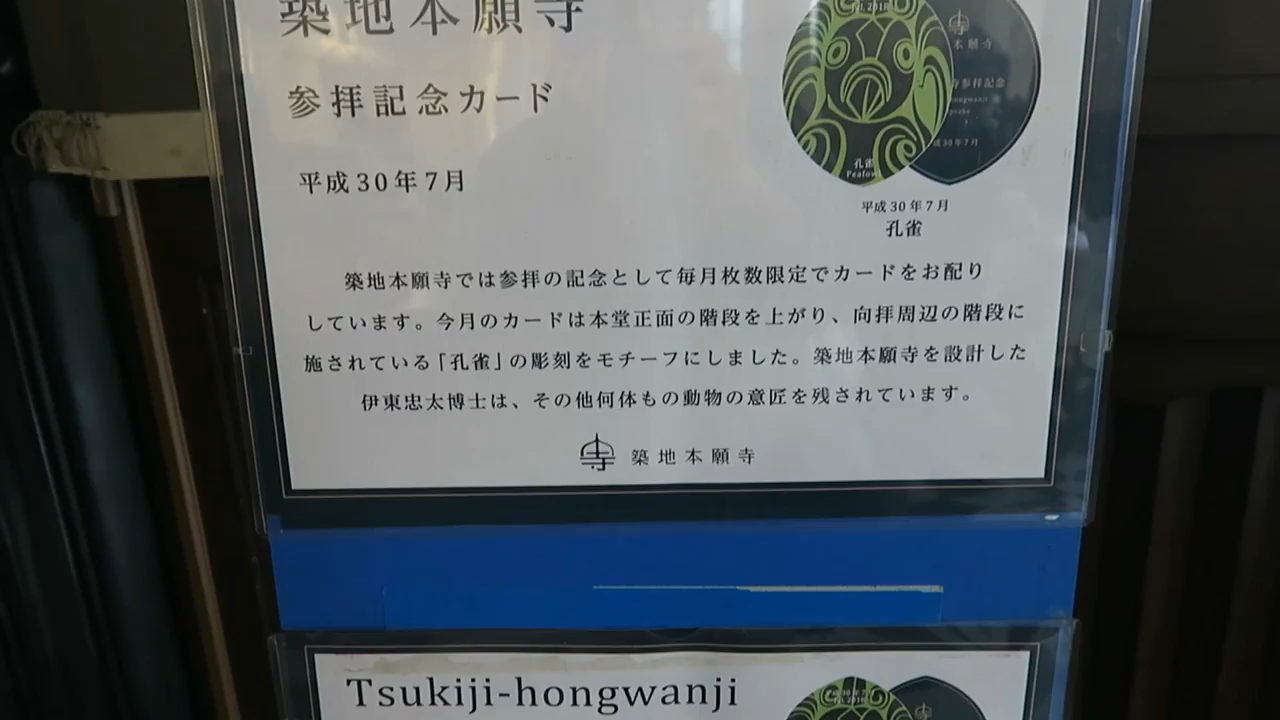 築地本願寺
参拝記念カード
平成30年7月
孔雀
平成30年7月
孔雀
築地本願寺では参拝の記念として毎月枚数限定でカードをお配り
しています。今月のカードは本堂正面の階段を上がり、向拝周辺の階段に
施されている「孔雀」の彫刻をモチーフにしました。築地本願寺を設計した
伊東忠太博士は、その他何体もの動物の意匠を残されています。
築地本願寺
Tsukiji-hongwanji